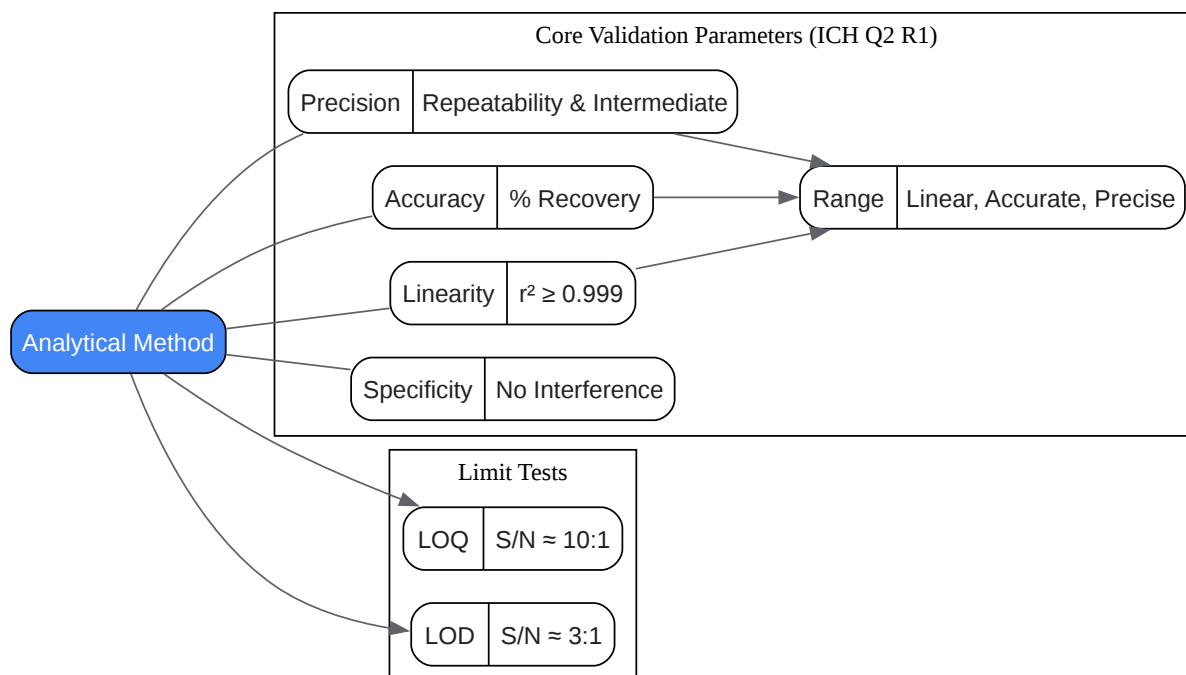 Core Validation Parameters (ICH Q2 R1)
Precision
Repeatability & Intermediate
Accuracy
% Recovery
Range
Linear, Accurate, Precise
Linearity
r² ≥ 0.999
Analytical Method
Specificity
No Interference
Limit Tests
LOQ
S/N ≈ 10:1
LOD
S/N ≈ 3:1